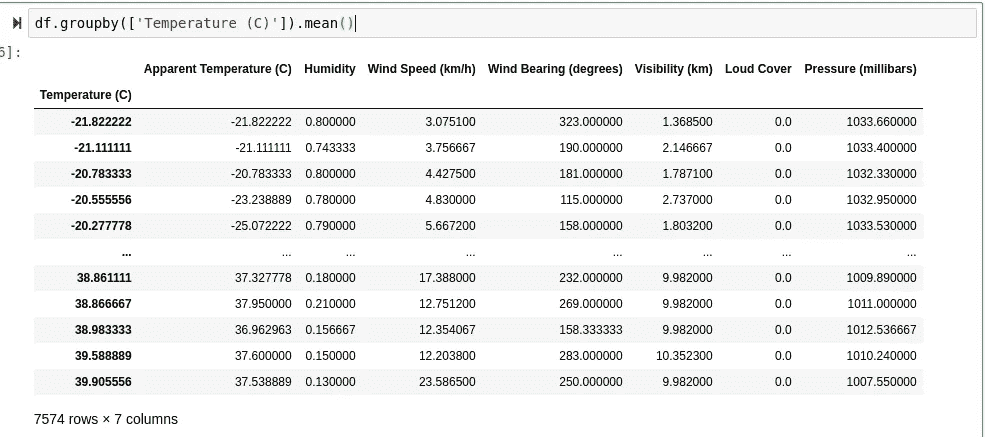 df.groupby(['Temperature (C)']).mean()
6]:
Apparent Temperature (C) Humidity Wind Speed (km/h) Wind Bearing (degrees) Visibility (km) Loud Cover Pressure (millibars)
Temperature (C)
-21.822222 -21.822222 0.800000 3.075100 323.000000 1.368500 0.0 1033.660000
-21.111111 -21.111111 0.743333 3.756667 190.000000 2.146667 0.0 1033.400000
-20.783333 -20.783333 0.800000 4.427500 181.000000 1.787100 0.0 1032.330000
-20.555556 -23.238889 0.780000 4.830000 115.000000 2.737000 0.0 1032.950000
-20.277778 -25.072222 0.790000 5.667200 158.000000 1.803200 0.0 1033.530000
... ... ... ... ... ... ... ...
38.861111 37.327778 0.180000 17.388000 232.000000 9.982000 0.0 1009.890000
38.866667 37.950000 0.210000 12.751200 269.000000 9.982000 0.0 1011.000000
38.983333 36.962963 0.156667 12.354067 158.333333 9.982000 0.0 1012.536667
39.588889 37.600000 0.150000 12.203800 283.000000 10.352300 0.0 1010.240000
39.905556 37.538889 0.130000 23.586500 250.000000 9.982000 0.0 1007.550000
7574 rows × 7 columns